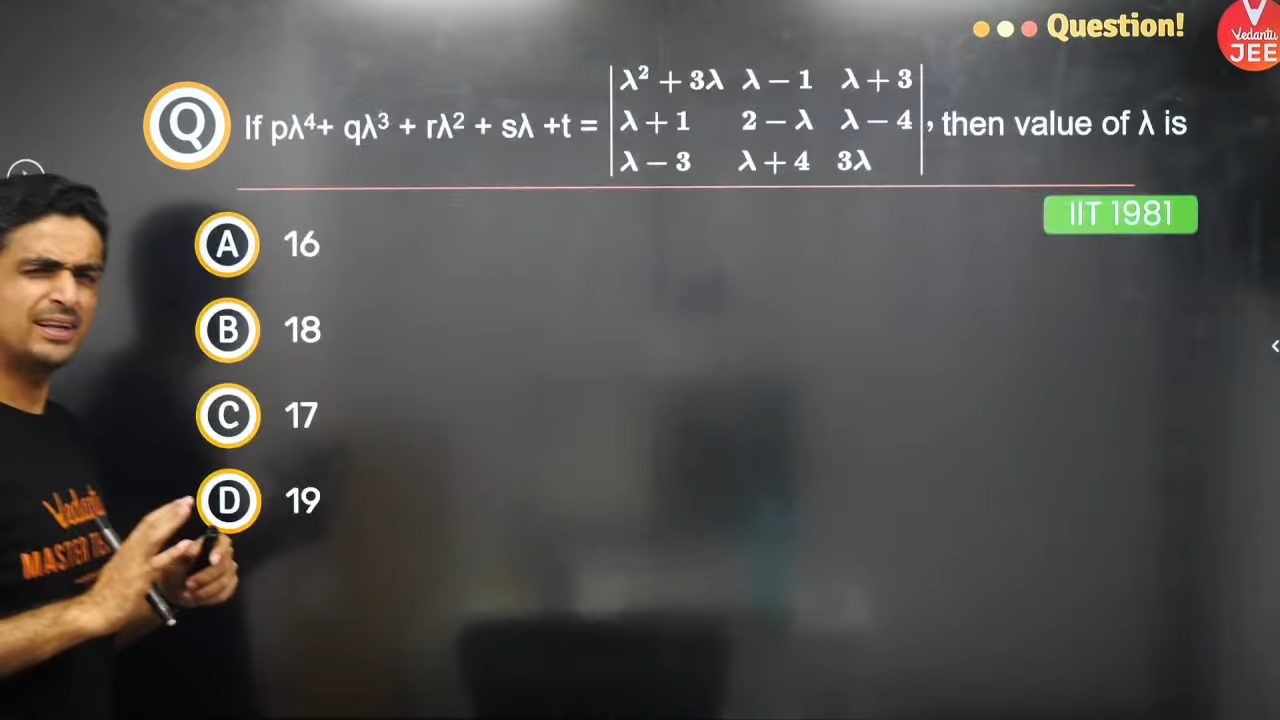 Question!
Vedantu
JEE
Q If pλ⁴+ qλ³ + rλ² + sλ +t = | λ² + 3λ λ − 1 λ + 3 |, then value of λ is
| λ + 1 2 − λ λ − 4 |
| λ − 3 λ + 4 3λ |
IIT 1981
A 16
B 18
C 17
D 19
Vedantu
MASTER